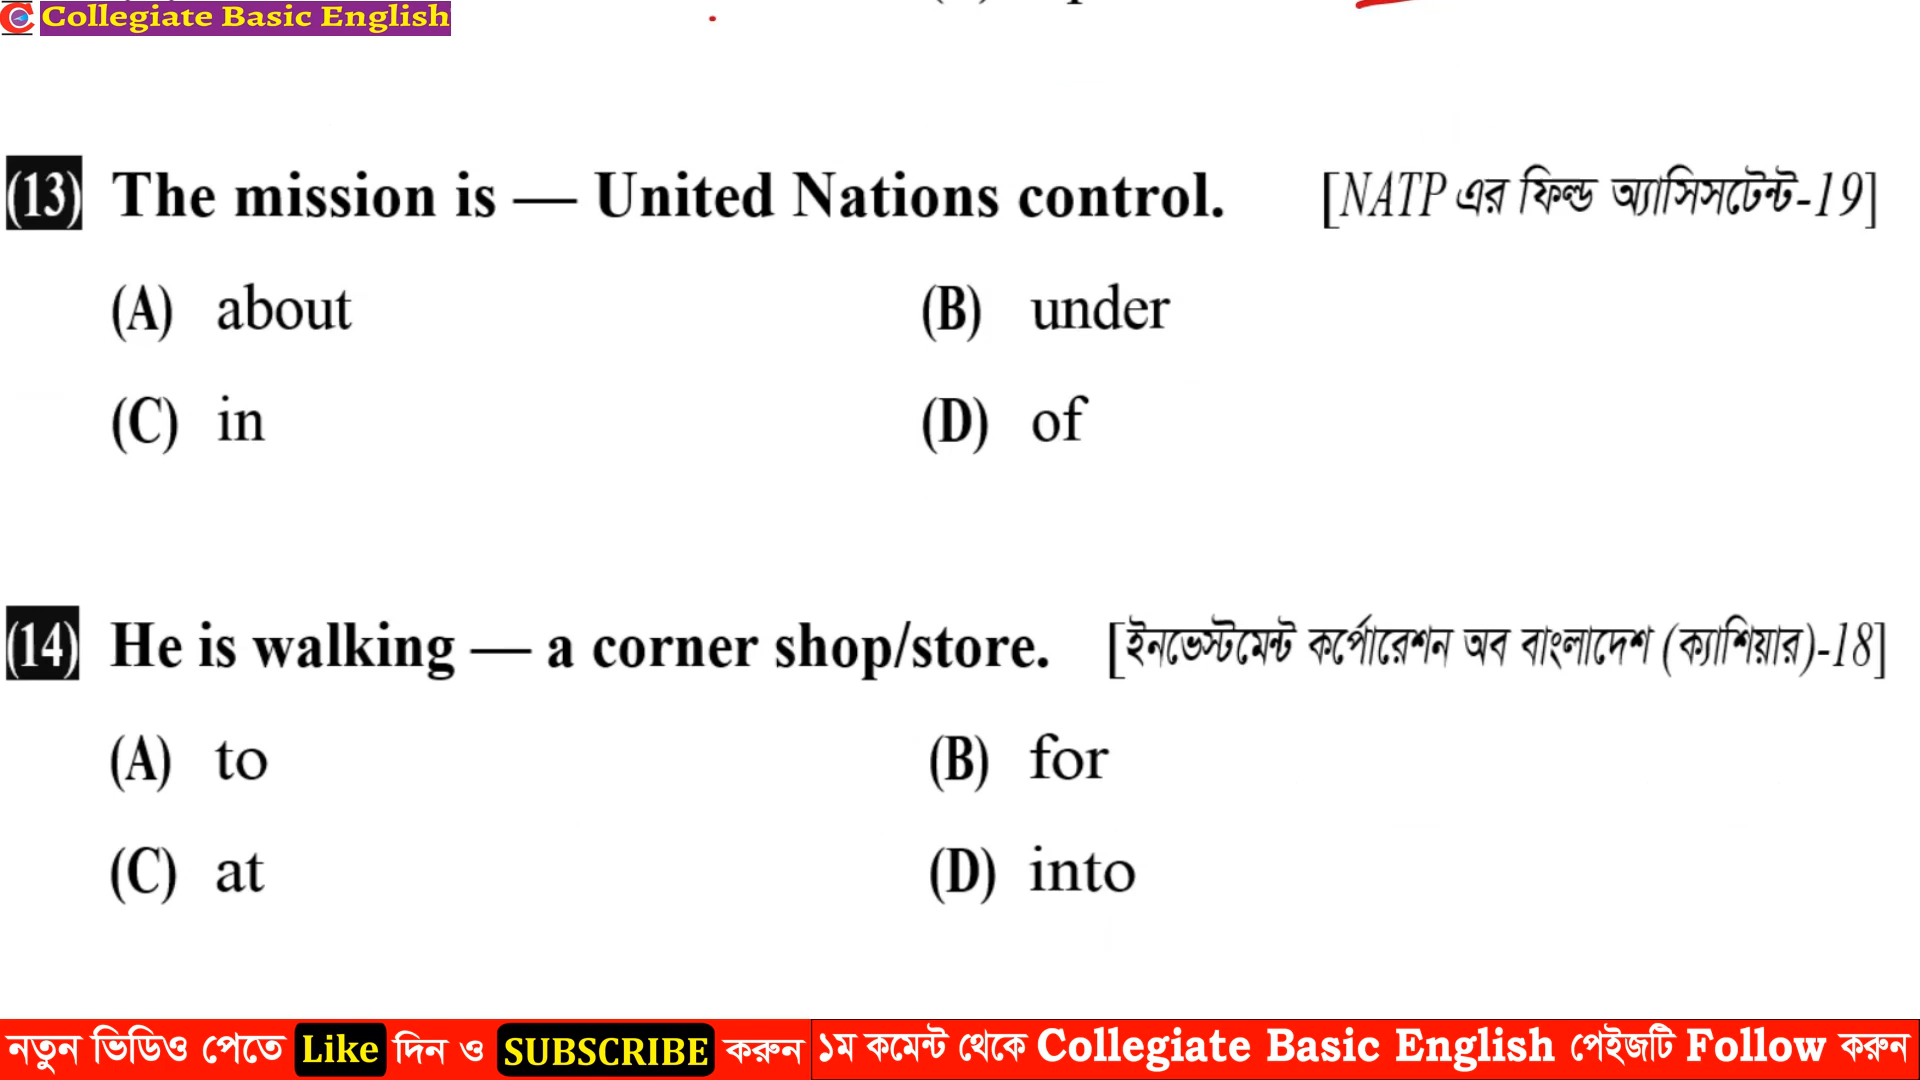 Collegiate Basic English
(13) The mission is — United Nations control. [NATP এর ফিল্ড অ্যাসিসটেন্ট-19]
(A) about (B) under
(C) in (D) of
(14) He is walking — a corner shop/store. [ইনভেস্টমেন্ট কর্পোরেশন অব বাংলাদেশ (ক্যাশিয়ার)-18]
(A) to (B) for
(C) at (D) into
নতুন ভিডিও পেতে Like দিন ও SUBSCRIBE করুন ১ম কমেন্ট থেকে Collegiate Basic English পেইজটি Follow করুন